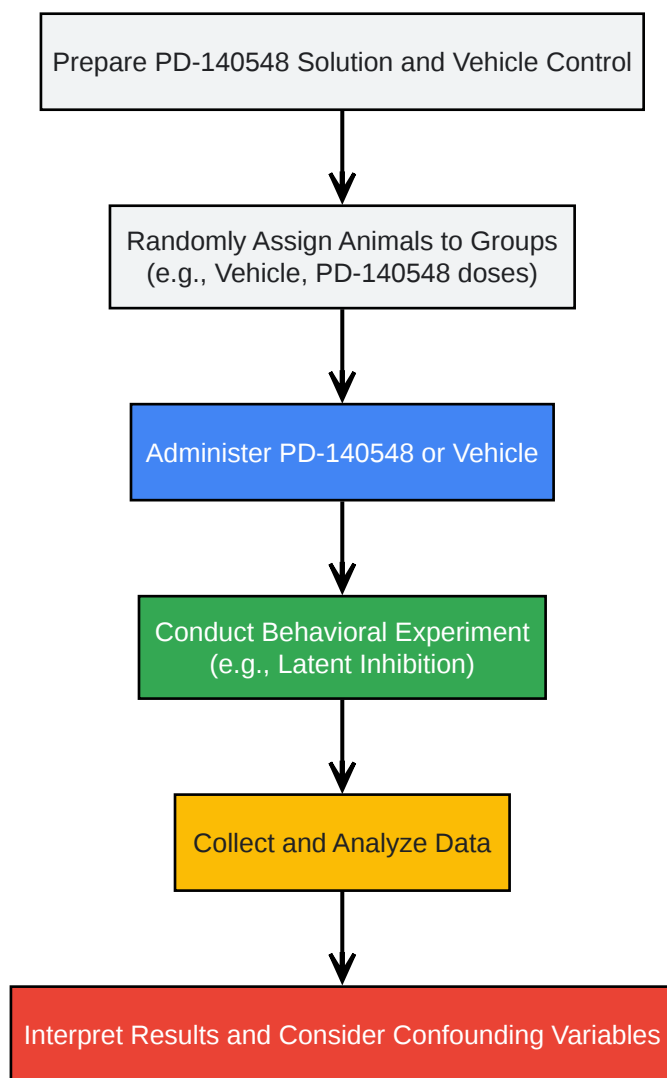 Prepare PD-140548 Solution and Vehicle Control
Randomly Assign Animals to Groups
(e.g., Vehicle, PD-140548 doses)
Administer PD-140548 or Vehicle
Conduct Behavioral Experiment
(e.g., Latent Inhibition)
Collect and Analyze Data
Interpret Results and Consider Confounding Variables